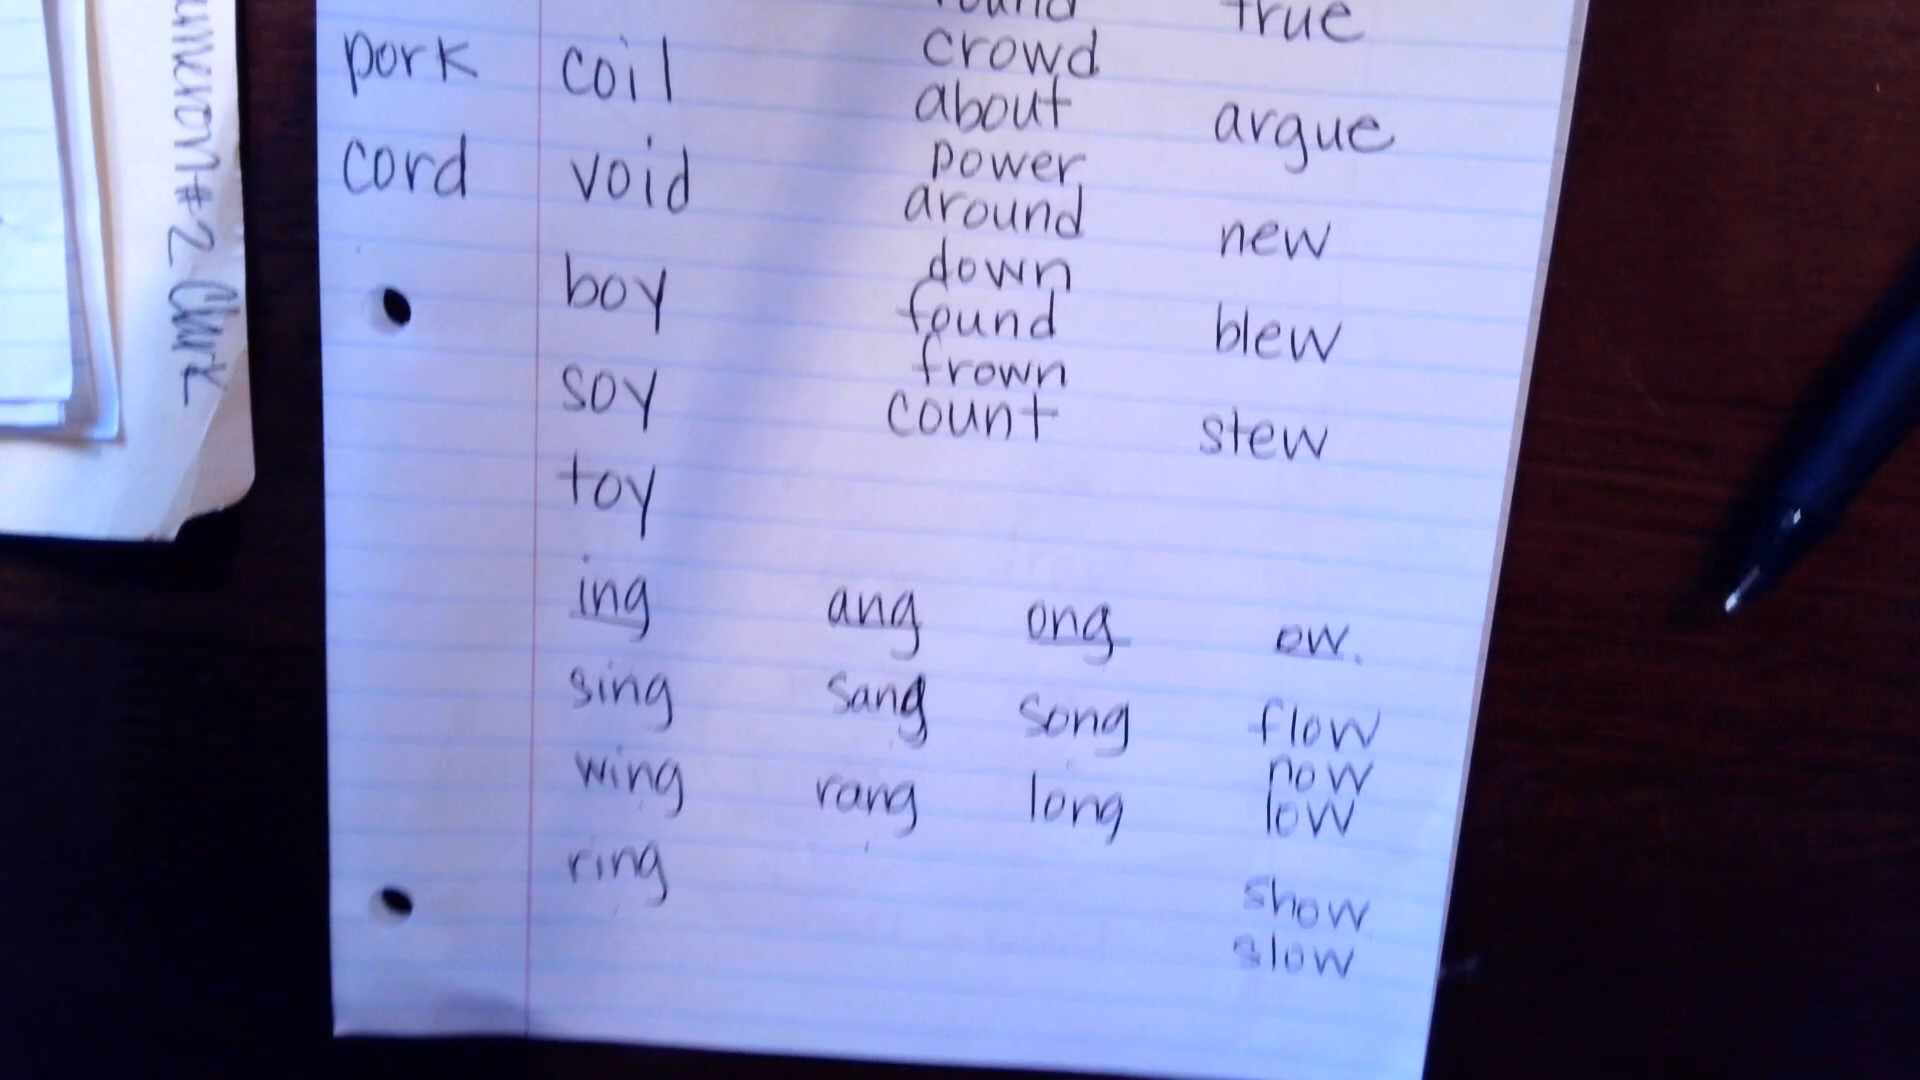 true
pork coil crowd
about argue
cord void power
around new
boy down
found blew
frown
soy count stew
toy
ing ang ong ow.
sing sang song flow
wing rang long now
low
ring show
slow
#2